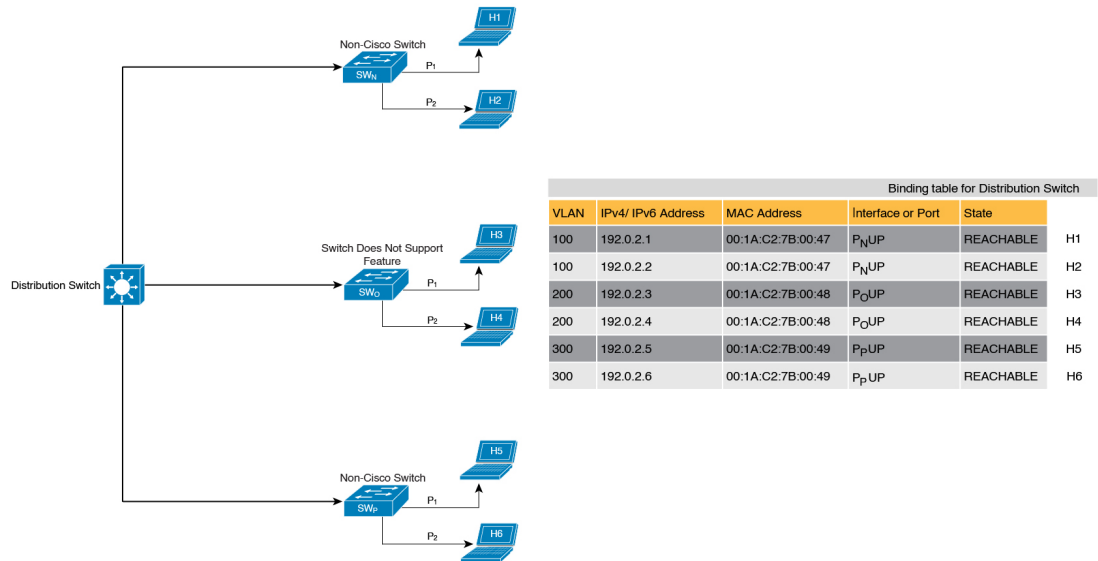 H1
Non-Cisco Switch
SWN
P1
P2
H2
Switch Does Not Support
Feature
H3
SWO
P1
P2
H4
Distribution Switch
Non-Cisco Switch
H5
SWP
P1
P2
H6
Binding table for Distribution Switch
VLAN IPv4/ IPv6 Address MAC Address Interface or Port State
100 192.0.2.1 00:1A:C2:7B:00:47 PNUP REACHABLE H1
100 192.0.2.2 00:1A:C2:7B:00:47 PNUP REACHABLE H2
200 192.0.2.3 00:1A:C2:7B:00:48 POUP REACHABLE H3
200 192.0.2.4 00:1A:C2:7B:00:48 POUP REACHABLE H4
300 192.0.2.5 00:1A:C2:7B:00:49 PPUP REACHABLE H5
300 192.0.2.6 00:1A:C2:7B:00:49 PPUP REACHABLE H6